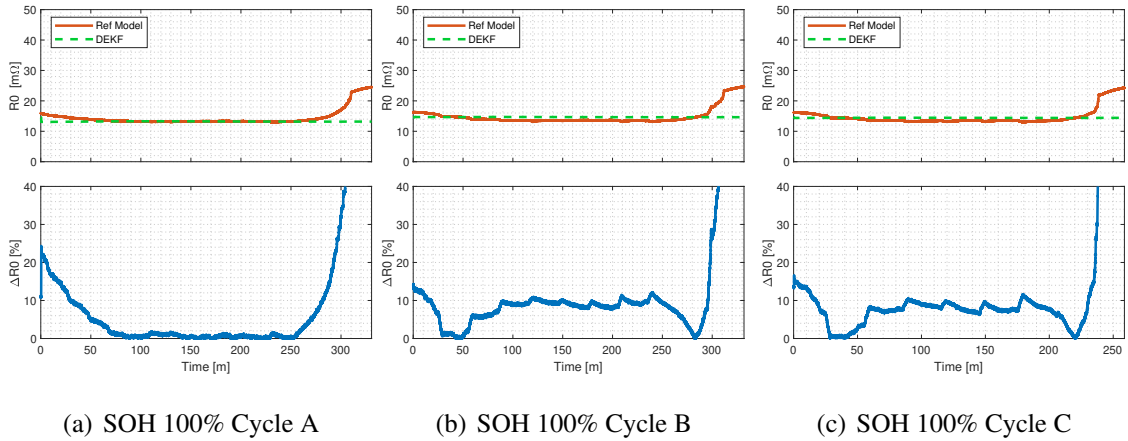 50
40
30
20
10
0
R0 [mΩ]
Ref Model
DEKF
50
40
30
20
10
0
R0 [mΩ]
Ref Model
DEKF
50
40
30
20
10
0
R0 [mΩ]
Ref Model
DEKF
40
30
20
10
0
ΔR0 [%]
0 50 100 150 200 250 300
Time [m]
40
30
20
10
0
ΔR0 [%]
0 50 100 150 200 250 300
Time [m]
40
30
20
10
0
ΔR0 [%]
0 50 100 150 200 250
Time [m]
(a) SOH 100% Cycle A
(b) SOH 100% Cycle B
(c) SOH 100% Cycle C